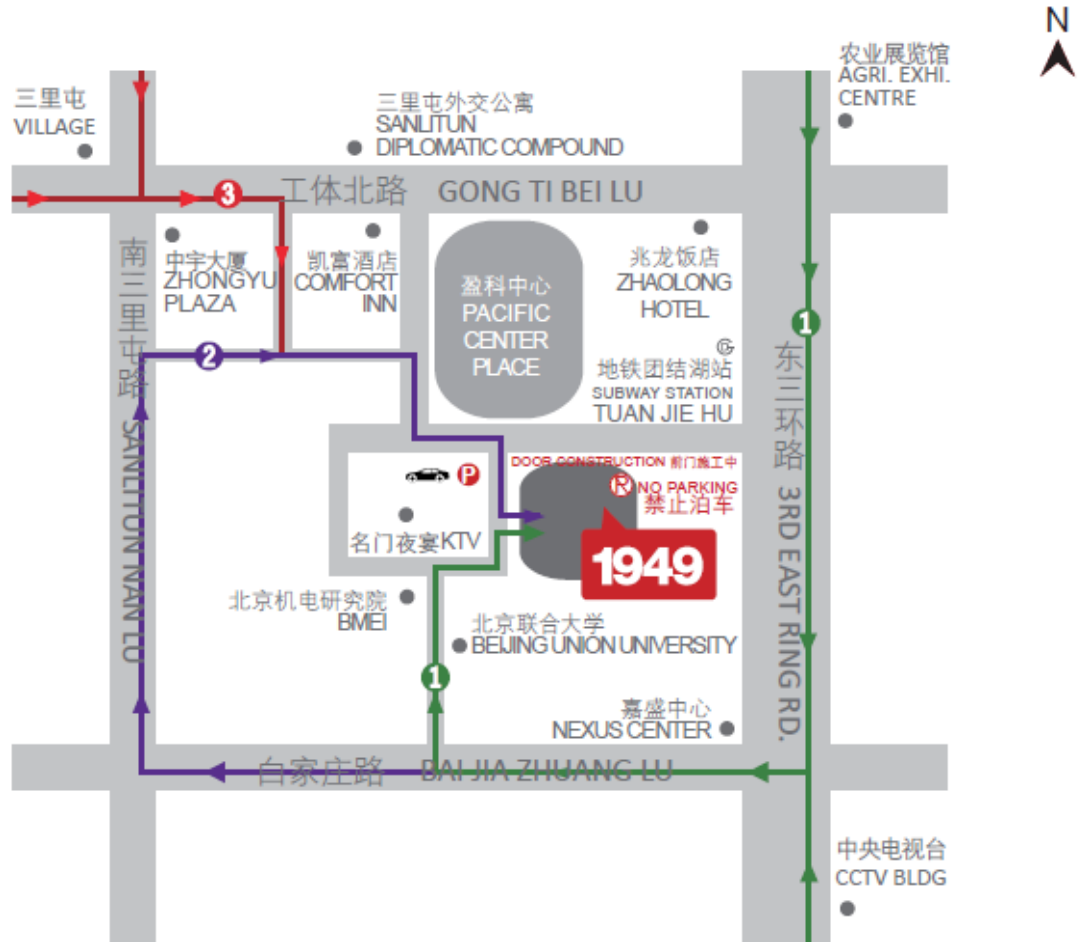 N
农业展览馆
AGRI. EXHI.
CENTRE
三里屯
VILLAGE
三里屯外交公寓
SANLITUN
DIPLOMATIC COMPOUND
3
工体北路 GONG TI BEI LU
中宇大厦
ZHONGYU
PLAZA
凯富酒店
COMFORT
INN
盈科中心
PACIFIC
CENTER
PLACE
兆龙饭店
ZHAOLONG
HOTEL
地铁团结湖站
SUBWAY STATION
TUAN JIE HU
1
2
南三里屯路 SANLITUN NAN LU
东三环路 3RD EAST RING RD.
DOOR CONSTRUCTION 前门施工中
P
R NO PARKING
禁止泊车
名门夜宴KTV
1949
北京机电研究院
BMEI
北京联合大学
BEIJING UNION UNIVERSITY
1
嘉盛中心
NEXUS CENTER
白家庄路 BAI JIA ZHUANG LU
中央电视台
CCTV BLDG